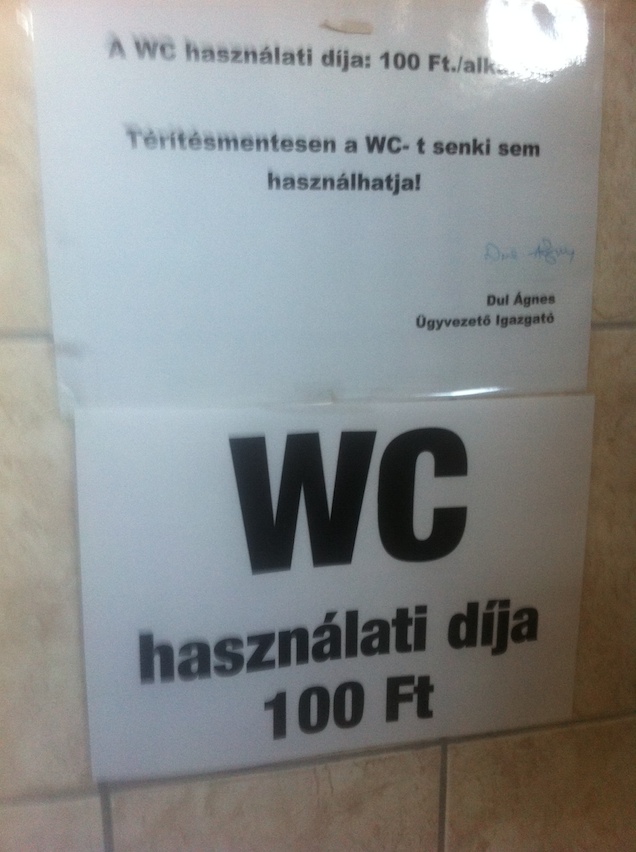 A WC használati díja: 100 Ft./
Térítésmentesen a WC- t senki sem
használhatja!
Dul Ágnes
Ügyvezető Igazgató
WC
használati díja
100 Ft